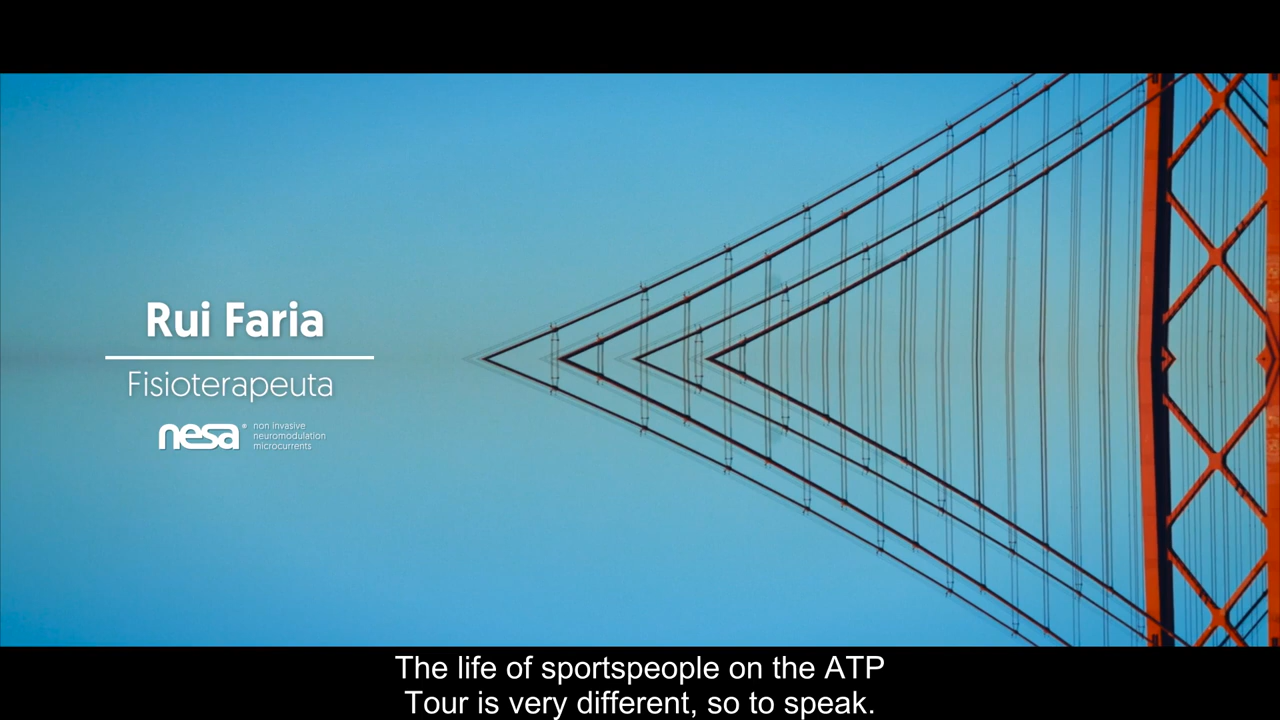 Rui Faria
Fisioterapeuta
nesa® non invasive
neuromodulation
microcurrents
The life of sportspeople on the ATP
Tour is very different, so to speak.